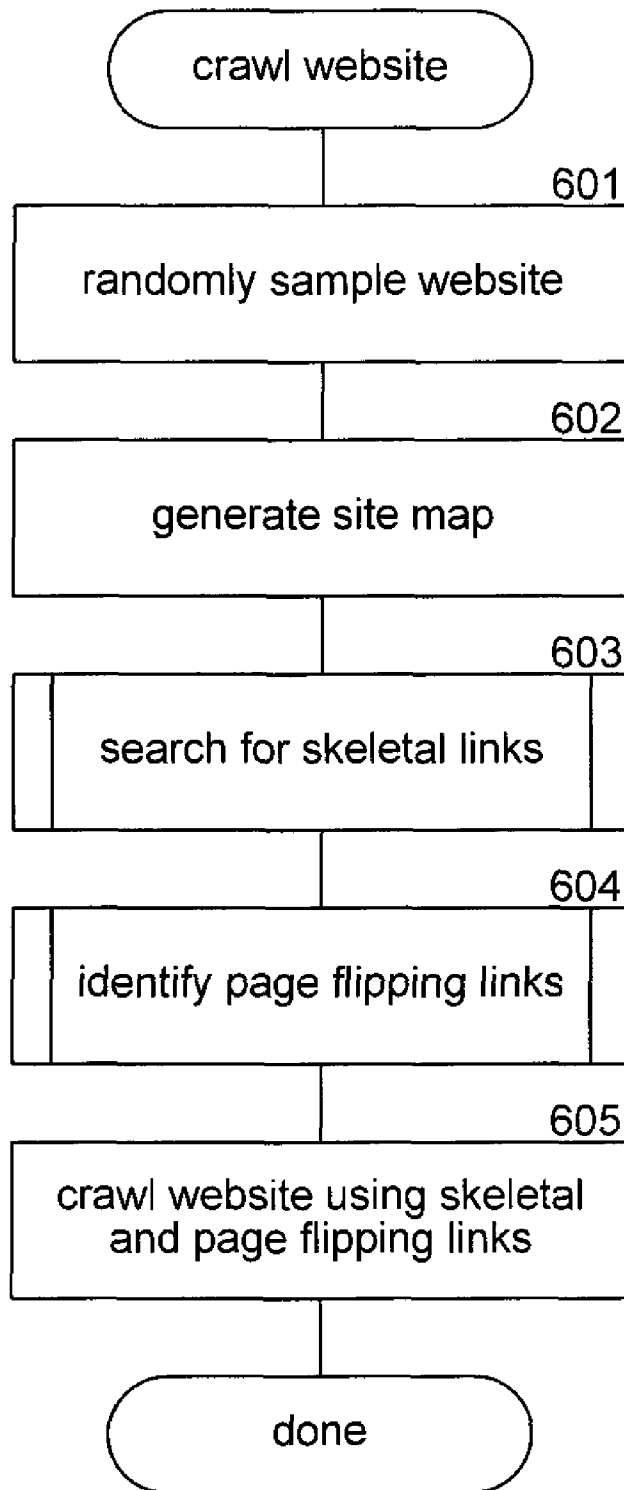 crawl website
601
randomly sample website
602
generate site map
603
search for skeletal links
604
identify page flipping links
605
crawl website using skeletal
and page flipping links
done